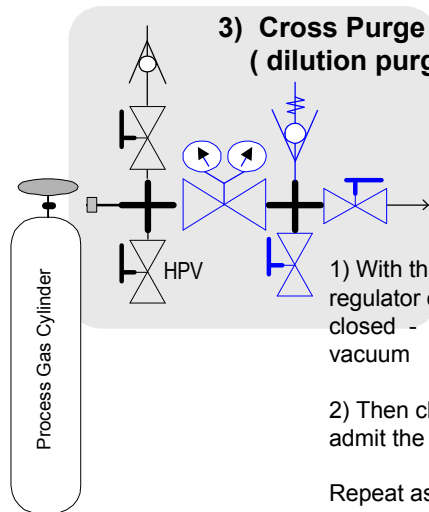 3) Cross Purge
( dilution purg
HPV
Process Gas Cylinder
1) With th
regulator
closed -
vacuum
2) Then cl
admit the
Repeat as